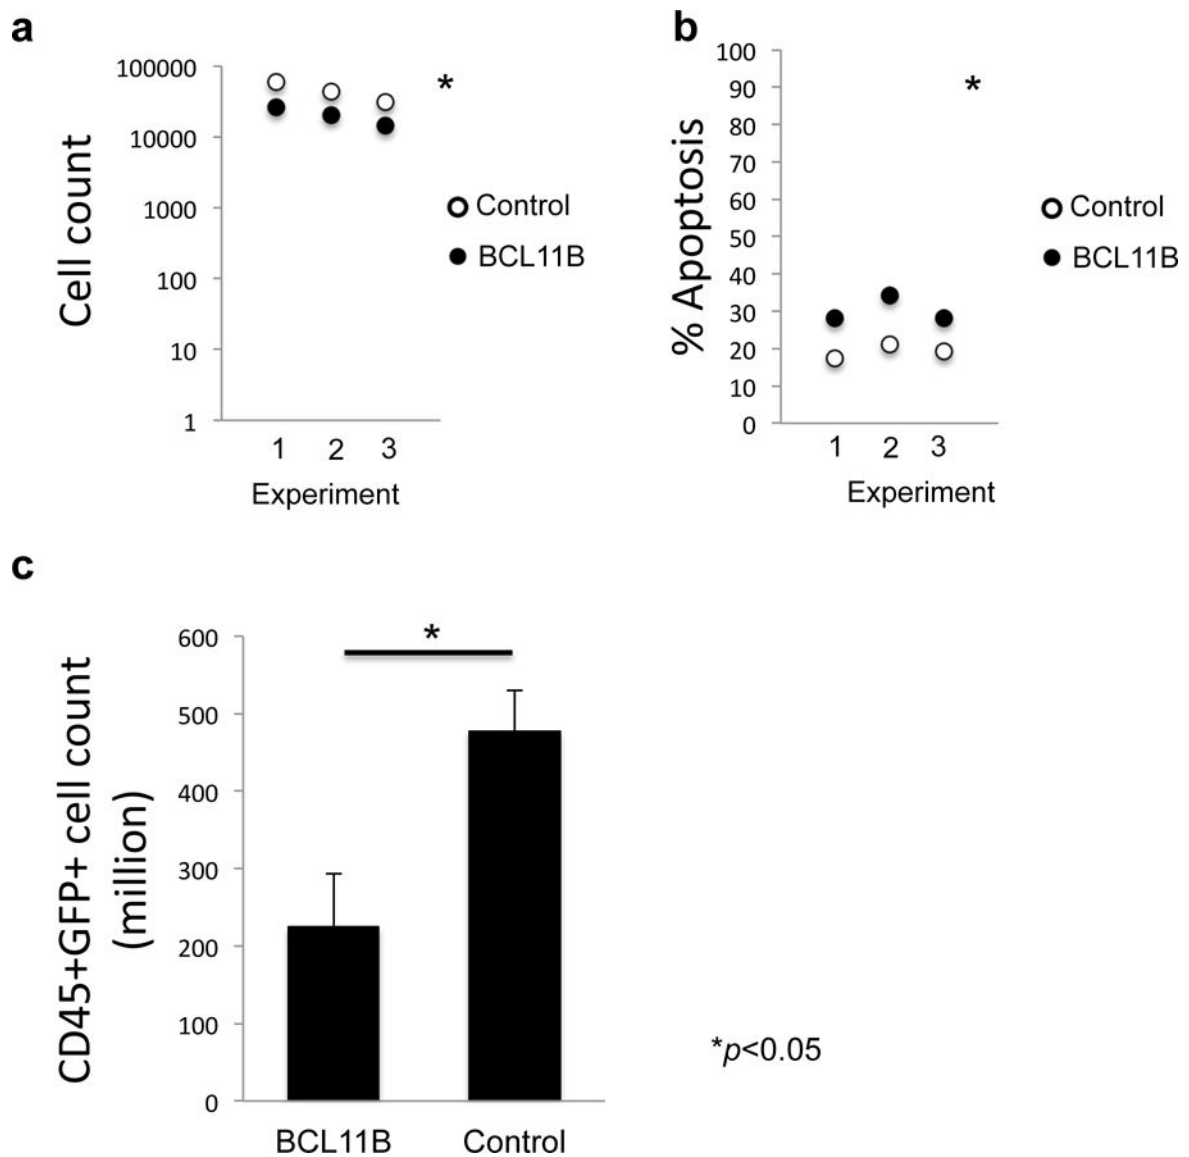 a
100000
10000
1000
100
10
1
Cell count
1 2 3
Experiment
*
Control
BCL11B
b
100
90
80
70
60
50
40
30
20
10
0
% Apoptosis
1 2 3
Experiment
*
Control
BCL11B
c
600
500
400
300
200
100
0
CD45+GFP+ cell count
(million)
*
BCL11B Control
*p<0.05